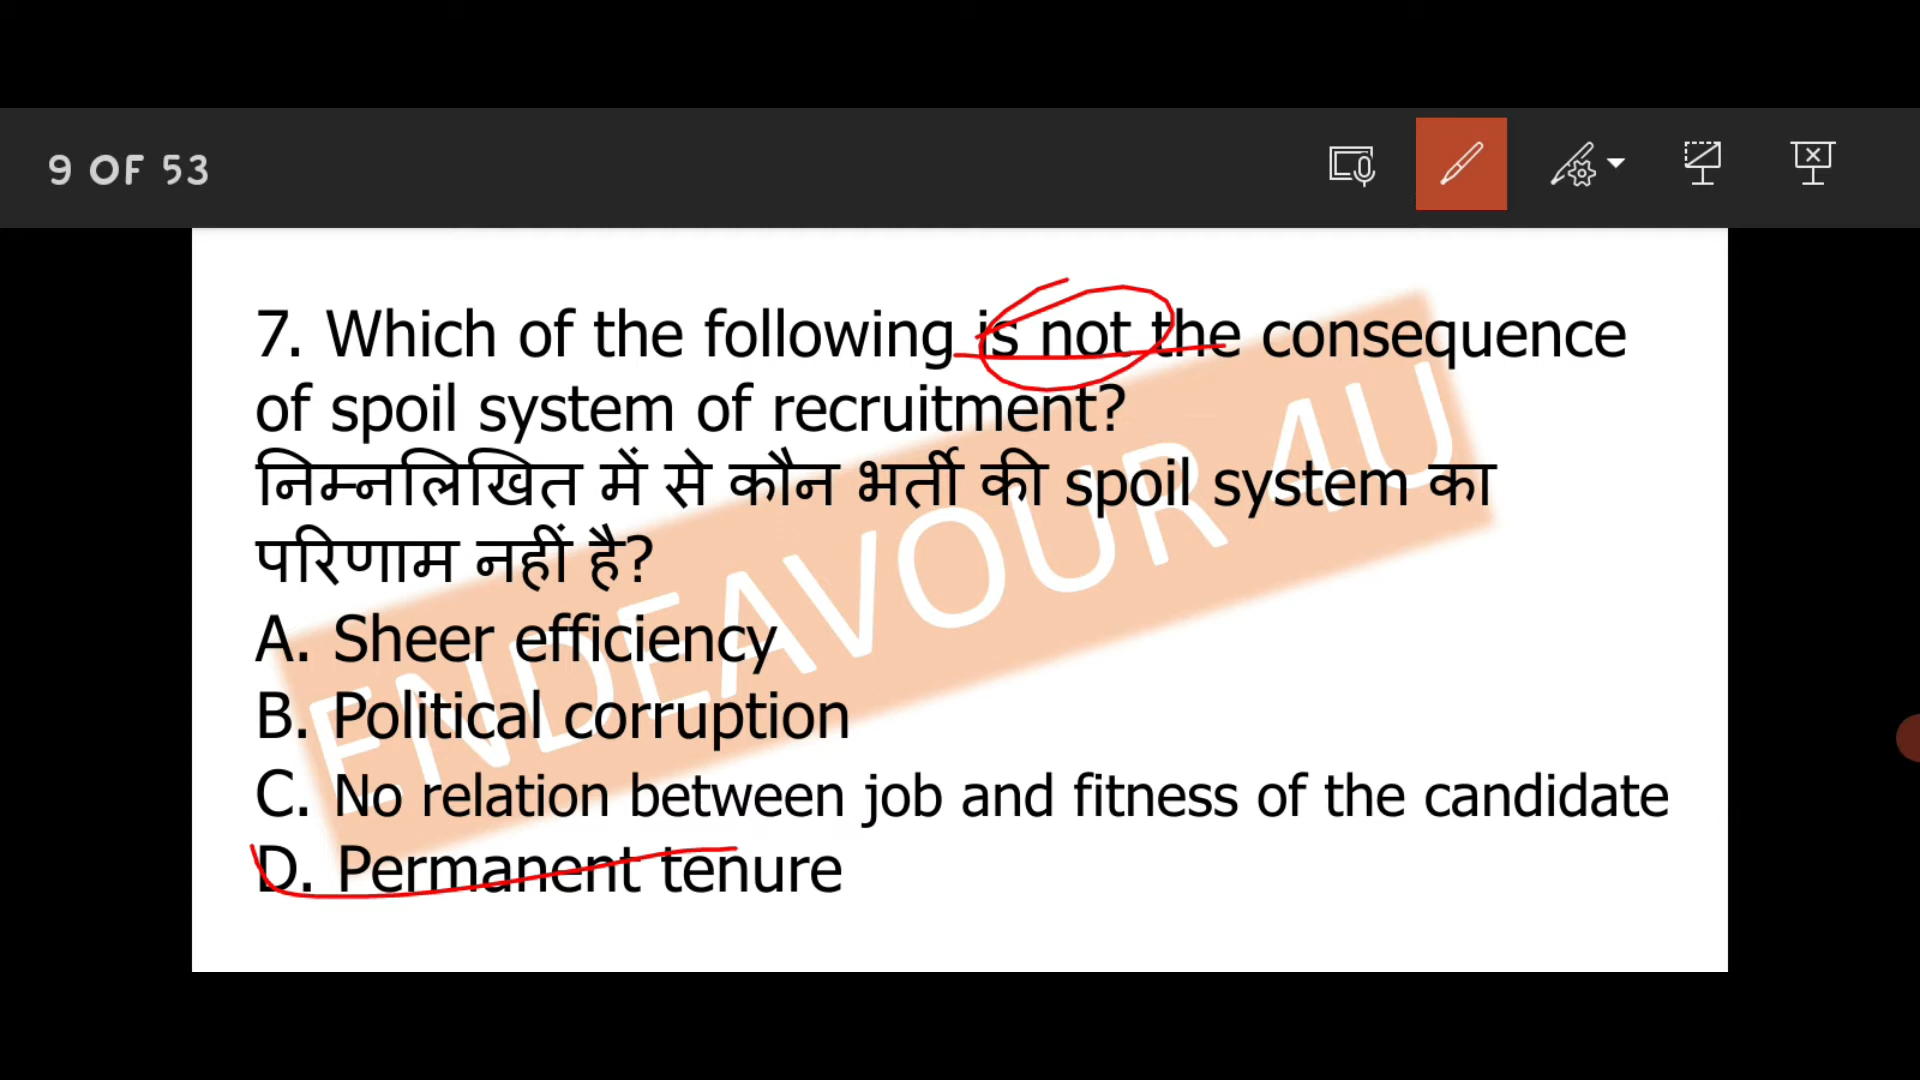 9 OF 53
7. Which of the following is not the consequence
of spoil system of recruitment?
निम्नलिखित में से कौन भर्ती की spoil system का
परिणाम नहीं है?
A. Sheer efficiency
B. Political corruption
C. No relation between job and fitness of the candidate
D. Permanent tenure
ENDEAVOUR 4U